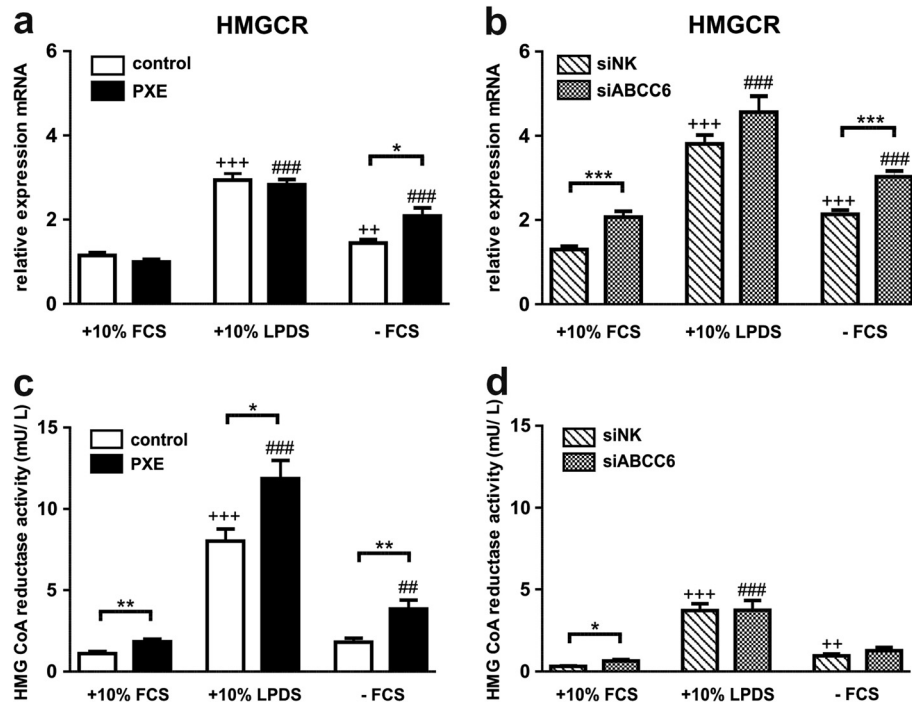 a
HMGCR
relative expression mRNA
6
4
2
0
control
PXE
+++
###
*
++
###
+10% FCS
+10% LPDS
- FCS
b
HMGCR
relative expression mRNA
6
4
2
0
siNK
siABCC6
***
+++
###
***
+++
###
+10% FCS
+10% LPDS
- FCS
c
HMG CoA reductase activity (mU/ L)
15
10
5
0
control
PXE
**
*
+++
###
**
##
+10% FCS
+10% LPDS
- FCS
d
HMG CoA reductase activity (mU/ L)
15
10
5
0
siNK
siABCC6
*
+++
###
++
+10% FCS
+10% LPDS
- FCS